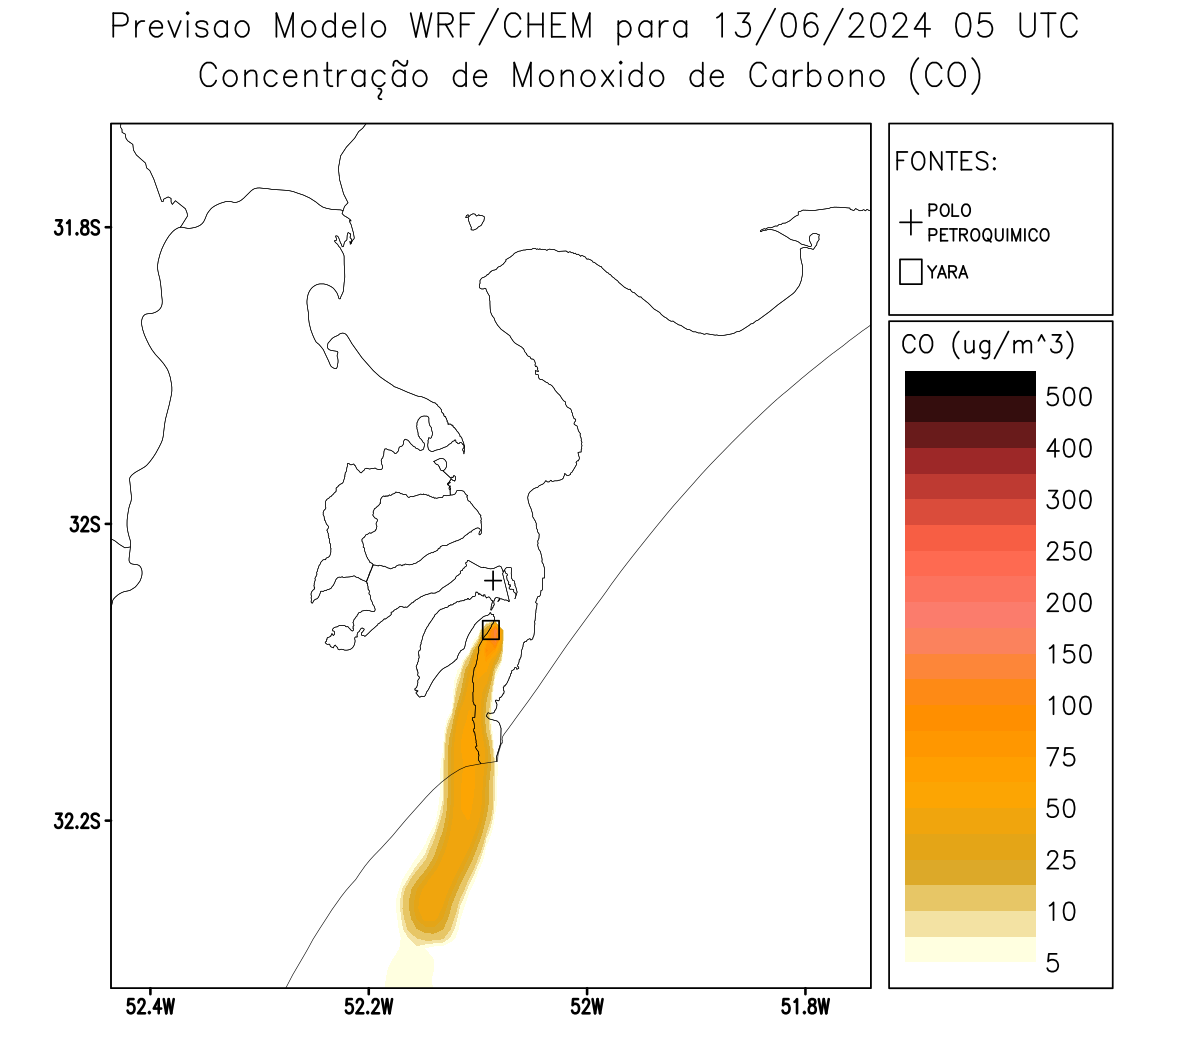 Previsao Modelo WRF/CHEM para 13/06/2024 05 UTC
Concentração de Monoxido de Carbono (CO)
FONTES:
POLO
PETROQUIMICO
YARA
CO (ug/m^3)
500
400
300
250
200
150
100
75
50
25
10
5
31.8S
32S
32.2S
52.4W
52.2W
52W
51.8W